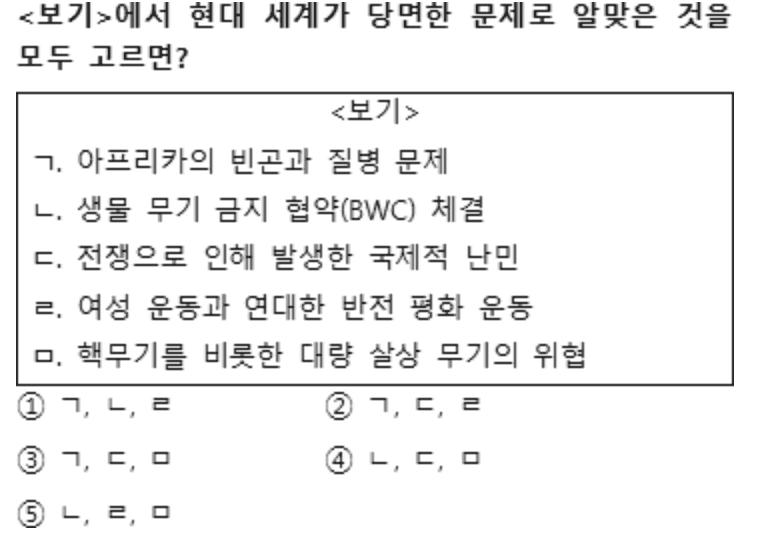 <보기>에서 현대 세계가 당면한 문제로 알맞은 것을
모두 고르면?
<보기>
ㄱ. 아프리카의 빈곤과 질병 문제
ㄴ. 생물 무기 금지 협약(BWC) 체결
ㄷ. 전쟁으로 인해 발생한 국제적 난민
ㄹ. 여성 운동과 연대한 반전 평화 운동
ㅁ. 핵무기를 비롯한 대량 살상 무기의 위협
① ㄱ, ㄴ, ㄹ ② ㄱ, ㄷ, ㄹ
③ ㄱ, ㄷ, ㅁ ④ ㄴ, ㄷ, ㅁ
⑤ ㄴ, ㄹ, ㅁ